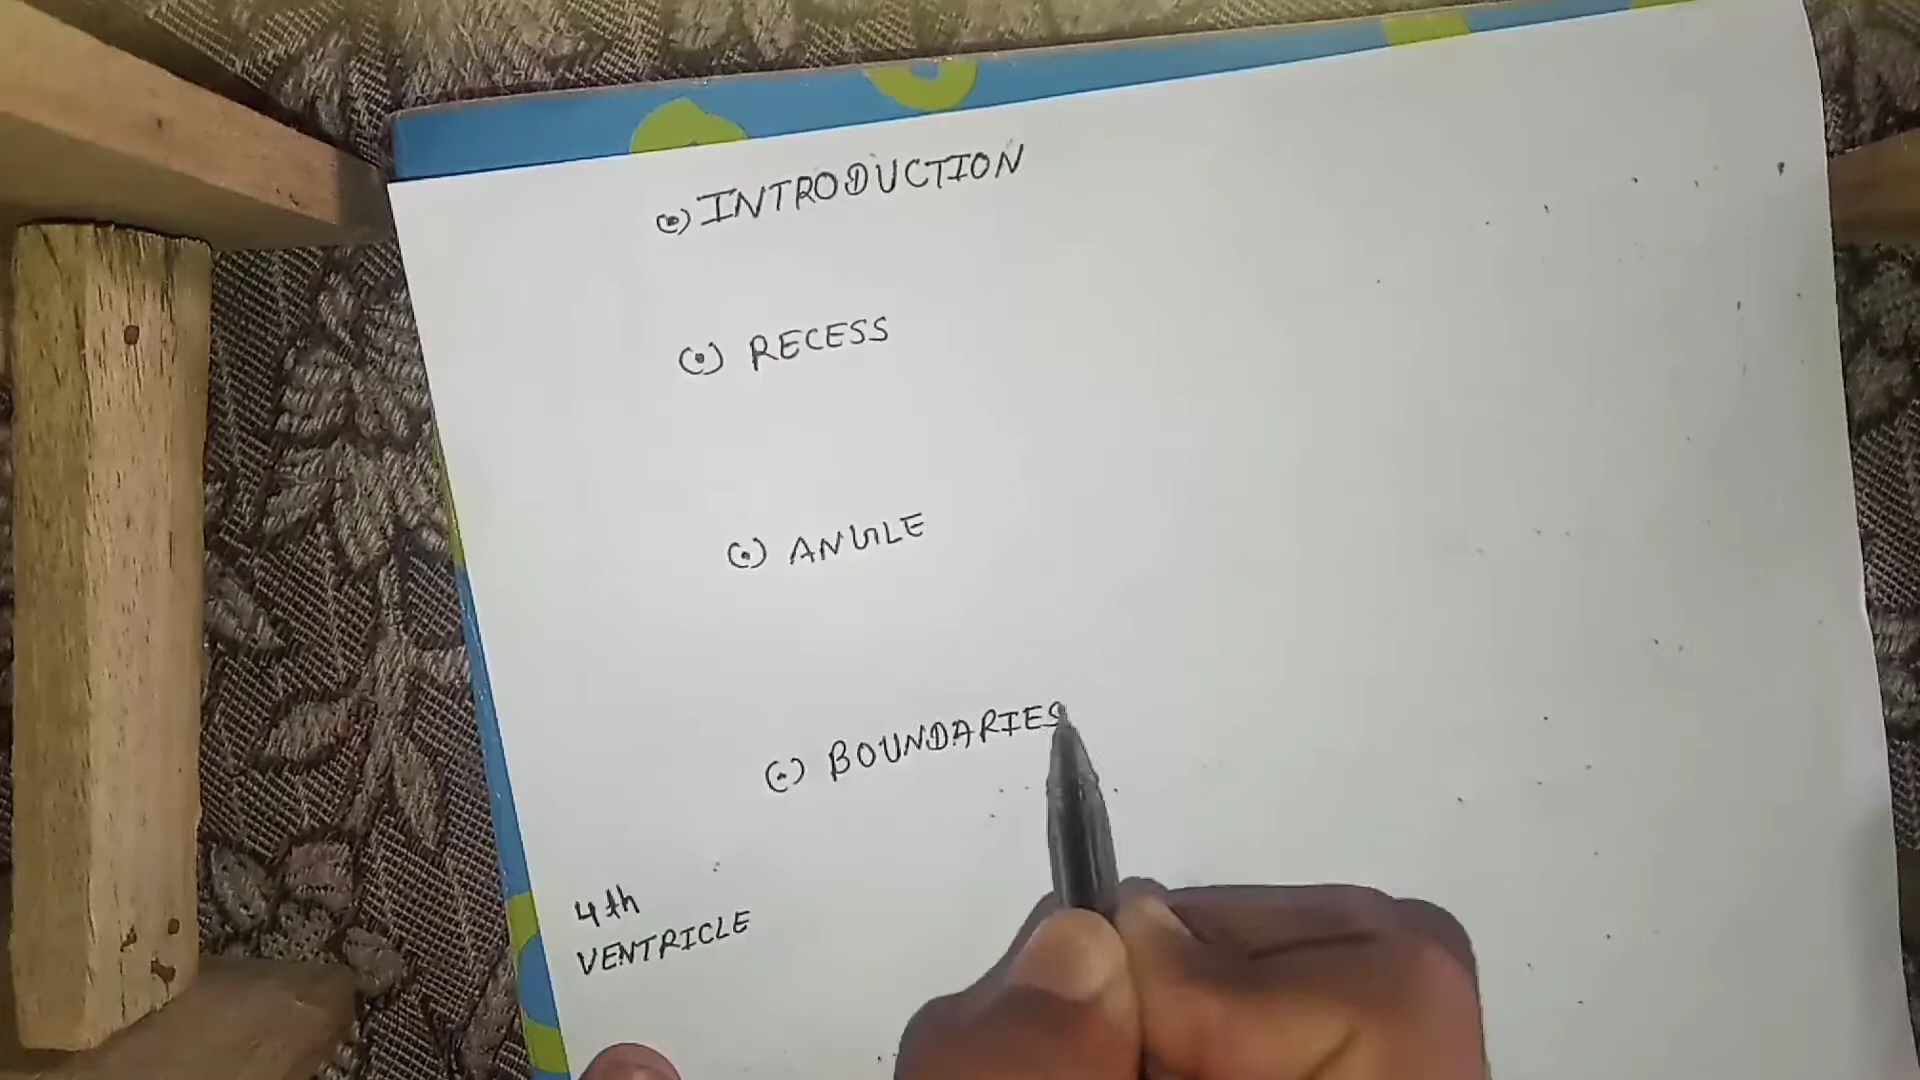 (•) INTRODUCTION
(•) RECESS
(•) ANGLE
(•) BOUNDARIES
4th
VENTRICLE